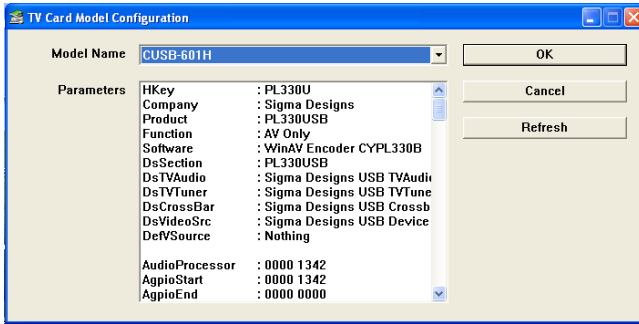 TV Card Model Configuration
Model Name CUSB-601H OK
Parameters HKey : PL330U Cancel
Company : Sigma Designs
Product : PL330USB
Function : AV Only Refresh
Software : WinAV Encoder CYPL330B
DsSection : PL330USB
DsTVAudio : Sigma Designs USB TVAudi
DsTVTuner : Sigma Designs USB TVTune
DsCrossBar : Sigma Designs USB Crossb
DsVideoSrc : Sigma Designs USB Device
DefVSource : Nothing
AudioProcessor : 0000 1342
AgpioStart : 0000 1342
AgpioEnd : 0000 0000